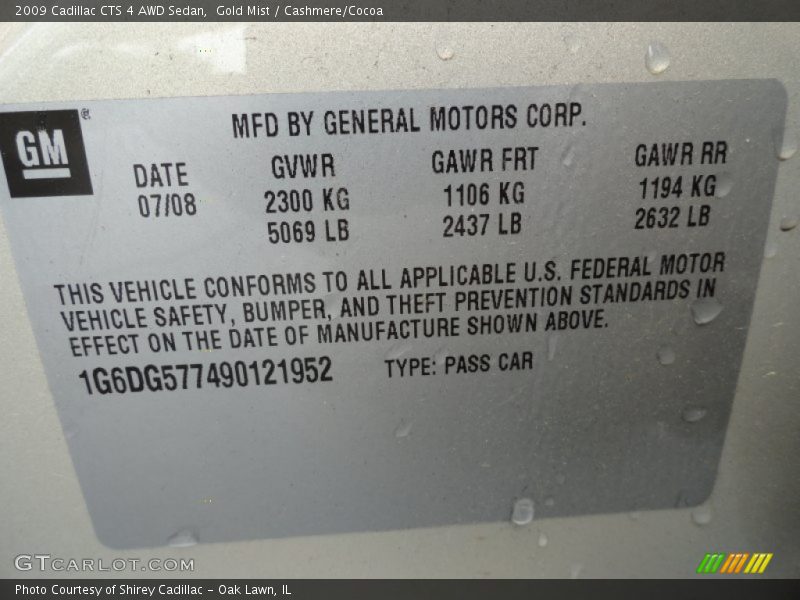 2009 Cadillac CTS 4 AWD Sedan,  Gold Mist / Cashmere/Cocoa
GM ®
MFD BY GENERAL MOTORS CORP.
DATE GVWR GAWR FRT GAWR RR
07/08 2300 KG 1106 KG 1194 KG
5069 LB 2437 LB 2632 LB
THIS VEHICLE CONFORMS TO ALL APPLICABLE U.S. FEDERAL MOTOR
VEHICLE SAFETY, BUMPER, AND THEFT PREVENTION STANDARDS IN
EFFECT ON THE DATE OF MANUFACTURE SHOWN ABOVE.
1G6DG577490121952 TYPE: PASS CAR
GTCARLOT.COM
Photo Courtesy of Shirey Cadillac - Oak Lawn, IL